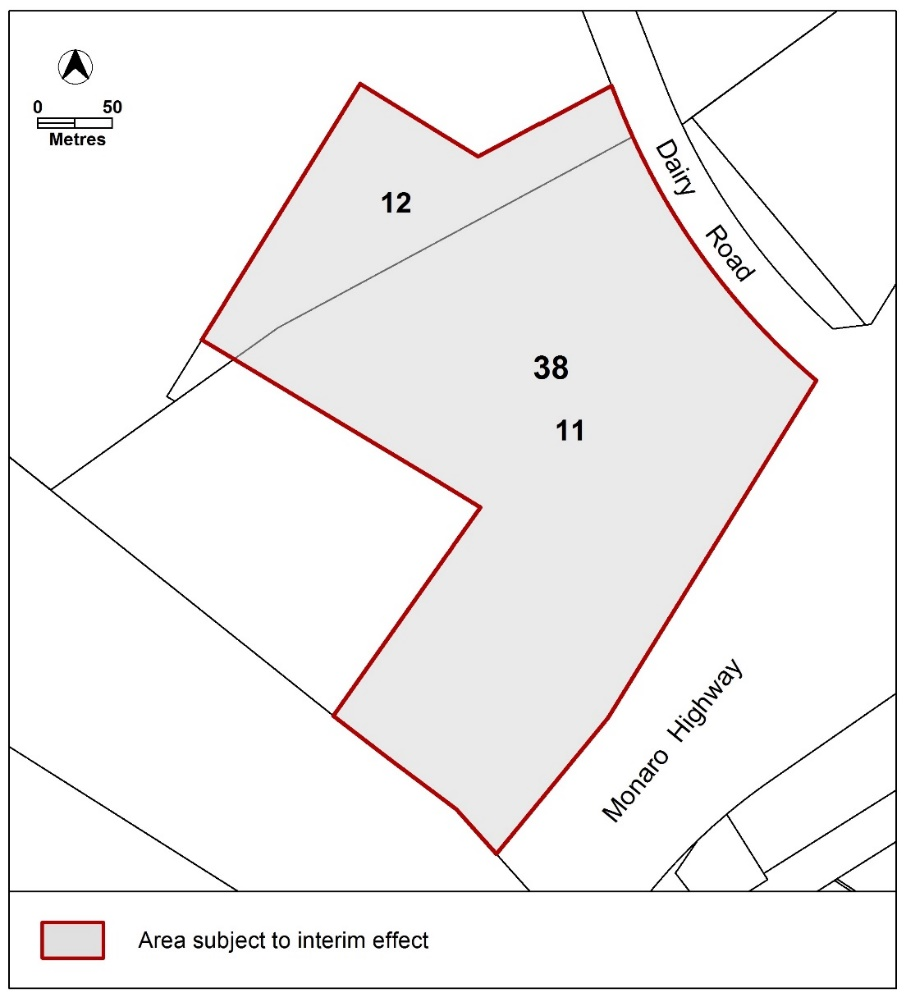 0 50
Metres
Dairy
Road
12
38
11
Monaro Highway
Area subject to interim effect